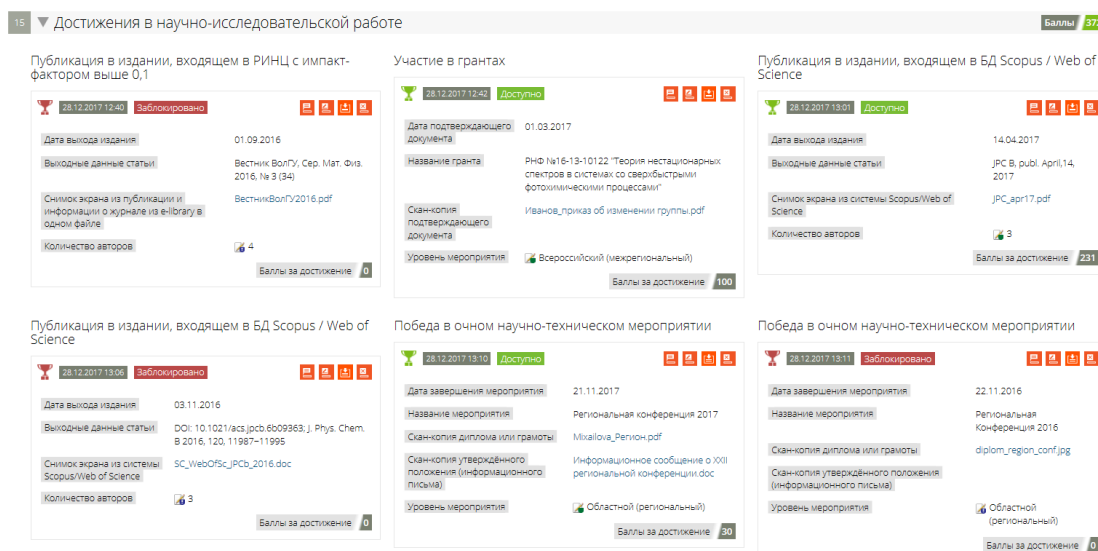 15 Достижения в научно-исследовательской работе
Баллы 372
Публикация в издании, входящем в РИНЦ с импакт-
фактором выше 0,1
28.12.2017 12:40 Заблокировано
Дата выхода издания 01.09.2016
Выходные данные статьи Вестник ВолГУ, Сер. Мат. Физ.
2016, № 3 (34)
Снимок экрана из публикации и
информации о журнале из e-library в
одном файле
ВестникВолГУ2016.pdf
Количество авторов 4
Баллы за достижение 0
Участие в грантах
28.12.2017 12:42 Доступно
Дата подтверждающего
документа
01.03.2017
Название гранта РНФ №16-13-10122 "Теория нестационарных
спектров в системах со сверхбыстрыми
фотохимическими процессами"
Скан-копия
подтверждающего
документа
Иванов_приказ об изменении группы.pdf
Уровень мероприятия Всероссийский (межрегиональный)
Баллы за достижение 100
Публикация в издании, входящем в БД Scopus / Web of
Science
28.12.2017 13:01 Доступно
Дата выхода издания 14.04.2017
Выходные данные статьи JPC B, publ. April,14,
2017
Снимок экрана из системы Scopus/Web of
Science
JPC_apr17.pdf
Количество авторов 3
Баллы за достижение 231
Публикация в издании, входящем в БД Scopus / Web of
Science
28.12.2017 13:06 Заблокировано
Дата выхода издания 03.11.2016
Выходные данные статьи DOI: 10.1021/acs.jpcb.6b09363; J. Phys. Chem.
B 2016, 120, 11987–11995
Снимок экрана из системы
Scopus/Web of Science
SC_WebOfSc_JPCb_2016.doc
Количество авторов 3
Баллы за достижение 0
Победа в очном научно-техническом мероприятии
28.12.2017 13:10 Доступно
Дата завершения мероприятия 21.11.2017
Название мероприятия Региональная конференция 2017
Скан-копия диплома или грамоты Mixailova_Регион.pdf
Скан-копия утверждённого
положения (информационного
письма)
Информационное сообщение о XXII
региональной конференции.doc
Уровень мероприятия Областной (региональный)
Баллы за достижение 30
Победа в очном научно-техническом мероприятии
28.12.2017 13:11 Заблокировано
Дата завершения мероприятия 22.11.2016
Название мероприятия Региональная
Конференция 2016
Скан-копия диплома или грамоты diplom_region_conf.jpg
Скан-копия утверждённого положения
(информационного письма)
Уровень мероприятия Областной
(региональный)
Баллы за достижение 0